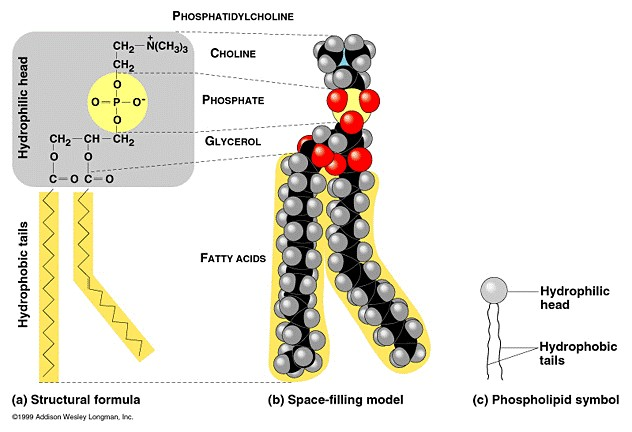 PHOSPHATIDYLCHOLINE
CH2 — N(CH3)3
+
CH2
CHOLINE
O
O=P—O-
O
PHOSPHATE
CH2—CH—CH2
GLYCEROL
O O
C=O C=O
Hydrophilic head
Hydrophobic tails
FATTY ACIDS
Hydrophilic
head
Hydrophobic
tails
(a) Structural formula
(b) Space-filling model
(c) Phospholipid symbol
©1999 Addison Wesley Longman, Inc.